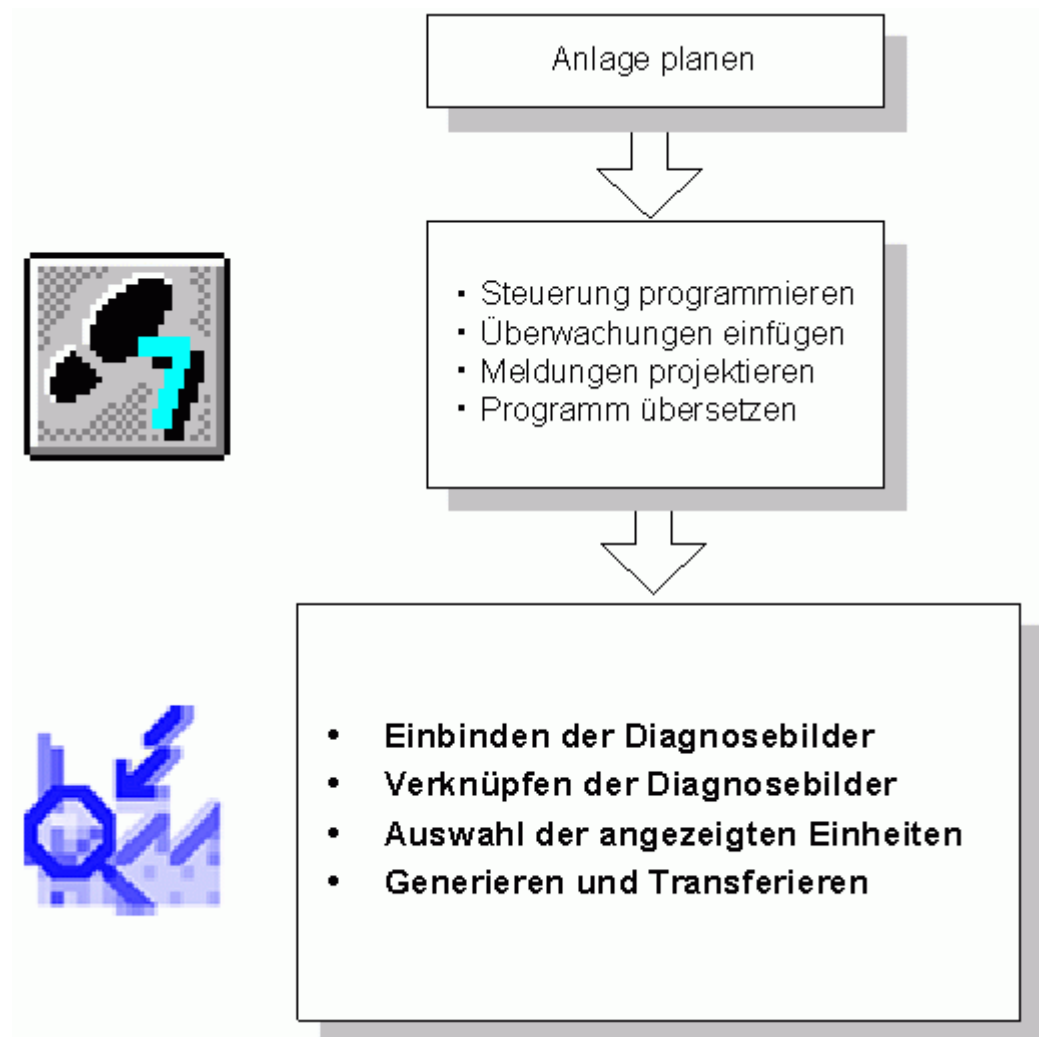 Anlage planen
· Steuerung programmieren
· Überwachungen einfügen
· Meldungen projektieren
· Programm übersetzen
7
• Einbinden der Diagnosebilder
• Verknüpfen der Diagnosebilder
• Auswahl der angezeigten Einheiten
• Generieren und Transferieren